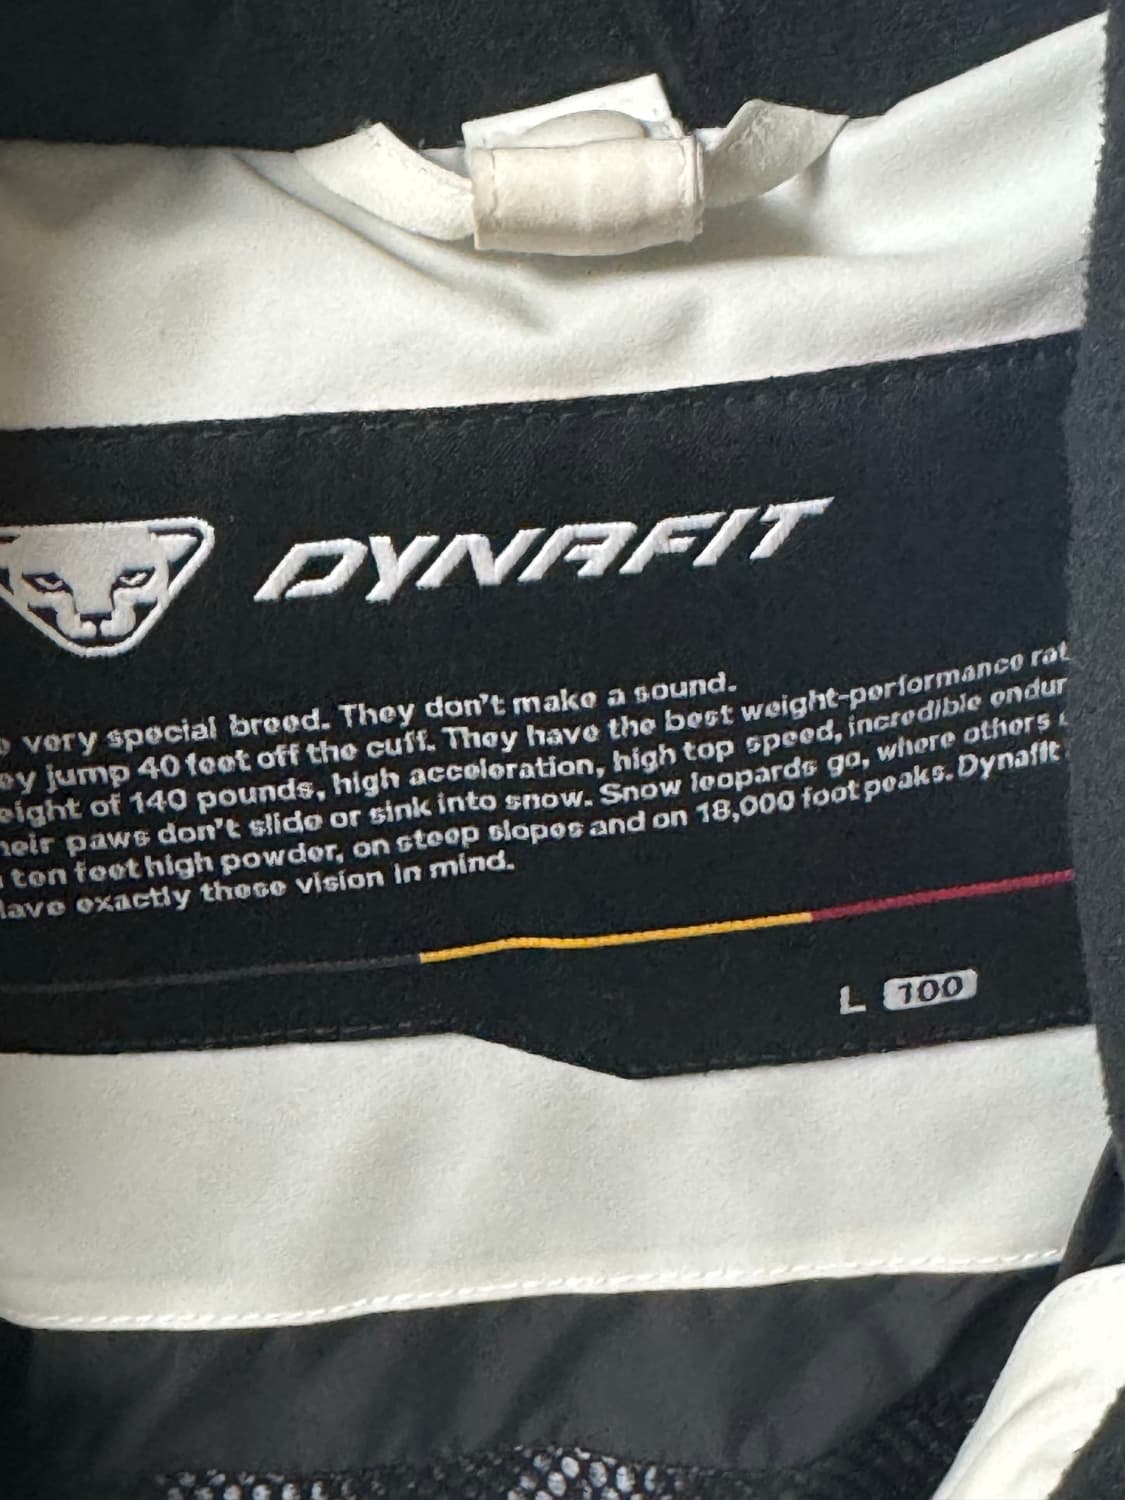 DYNAFIT
very special breed. They don't make a sound.
ey jump 40 feet off the cuff. They have the best weight-performance rat
eight of 140 pounds, high acceleration, high top speed, incredible endur
heir paws don't slide or sink into snow. Snow leopards go, where others
ten feet high powder, on steep slopes and on 18,000 foot peaks. Dynafit
have exactly these vision in mind.
L 100